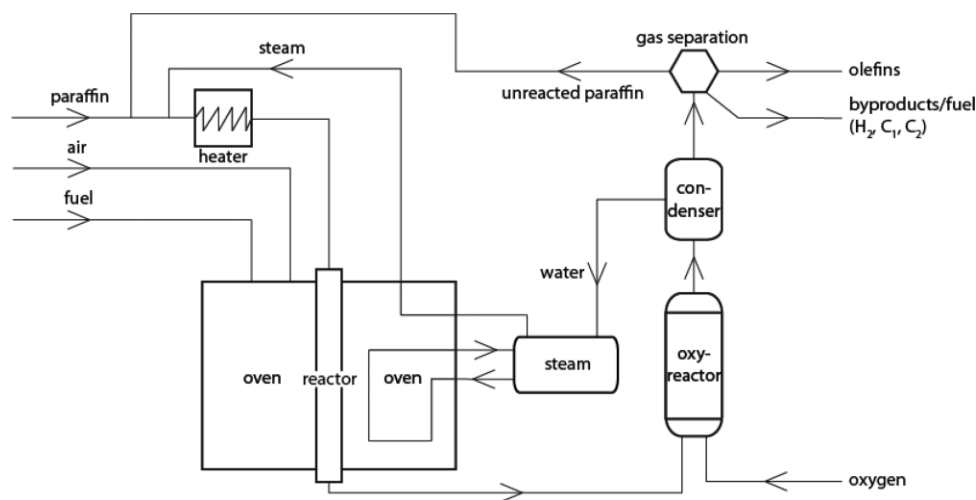 gas separation
steam
olefins
unreacted paraffin
paraffin
byproducts/fuel
(H₂, C₁, C₂)
air
heater
con-
denser
fuel
water
oven
reactor
oven
steam
oxy-
reactor
oxygen